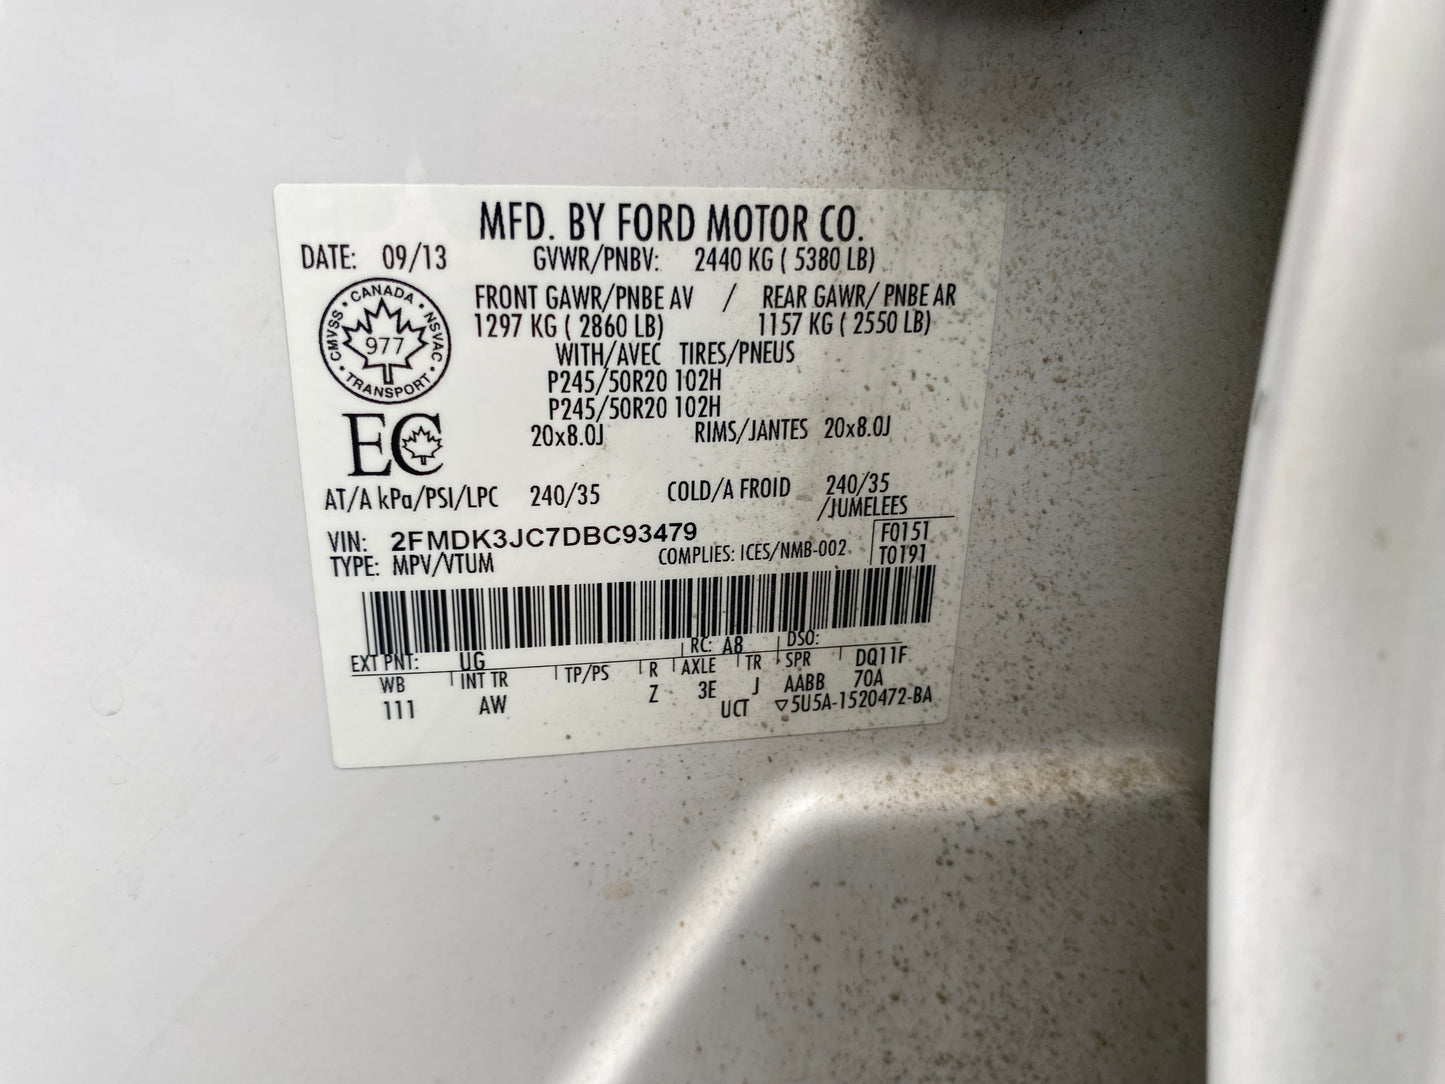 MFD. BY FORD MOTOR CO.
DATE: 09/13 GVWR/PNBV: 2440 KG ( 5380 LB)
FRONT GAWR/PNBE AV / REAR GAWR/ PNBE AR
1297 KG ( 2860 LB) 1157 KG ( 2550 LB)
WITH/AVEC TIRES/PNEUS
P245/50R20 102H
P245/50R20 102H
20x8.0J RIMS/JANTES 20x8.0J
CANADA
CMVSS
NSVAC
977
TRANSPORT
EC
AT/A kPa/PSI/LPC 240/35 COLD/A FROID 240/35
/JUMELEES
VIN: 2FMDK3JC7DBC93479 F0151
TYPE: MPV/VTUM COMPLIES: ICES/NMB-002 T0191
EXT PNT: UG RC: A8 DSO:
WB INT TR TP/PS R AXLE TR SPR DQ11F
111 AW Z 3E J AABB 70A
UCT ▽5U5A-1520472-BA